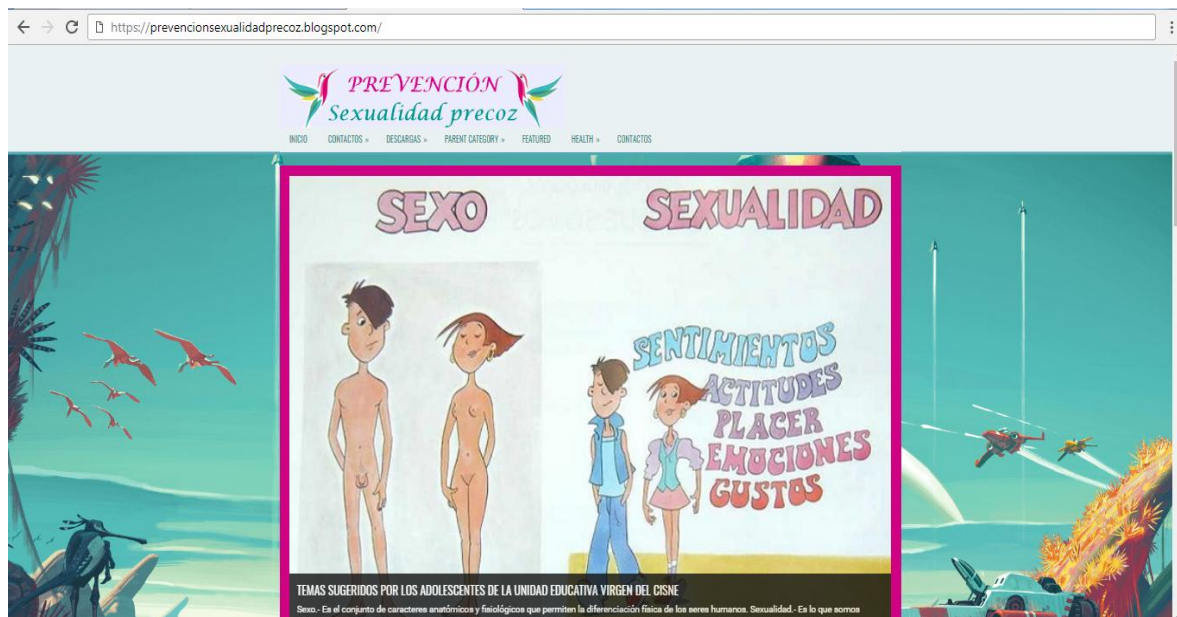 https://prevencionsexualidadprecoz.blogspot.com/
PREVENCIÓN
Sexualidad precoz
INICIO CONTACTOS » DESCARGAS » PARENT CATEGORY » FEATURED HEALTH » CONTACTOS
SEXO SEXUALIDAD
SENTIMIENTOS
ACTITUDES
PLACER
EMOCIONES
GUSTOS
TEMAS SUGERIDOS POR LOS ADOLESCENTES DE LA UNIDAD EDUCATIVA VIRGEN DEL CISNE
Sexo.- Es el conjunto de caracteres anatómicos y fisiológicos que permiten la diferenciación física de los seres humanos. Sexualidad.- Es lo que somos